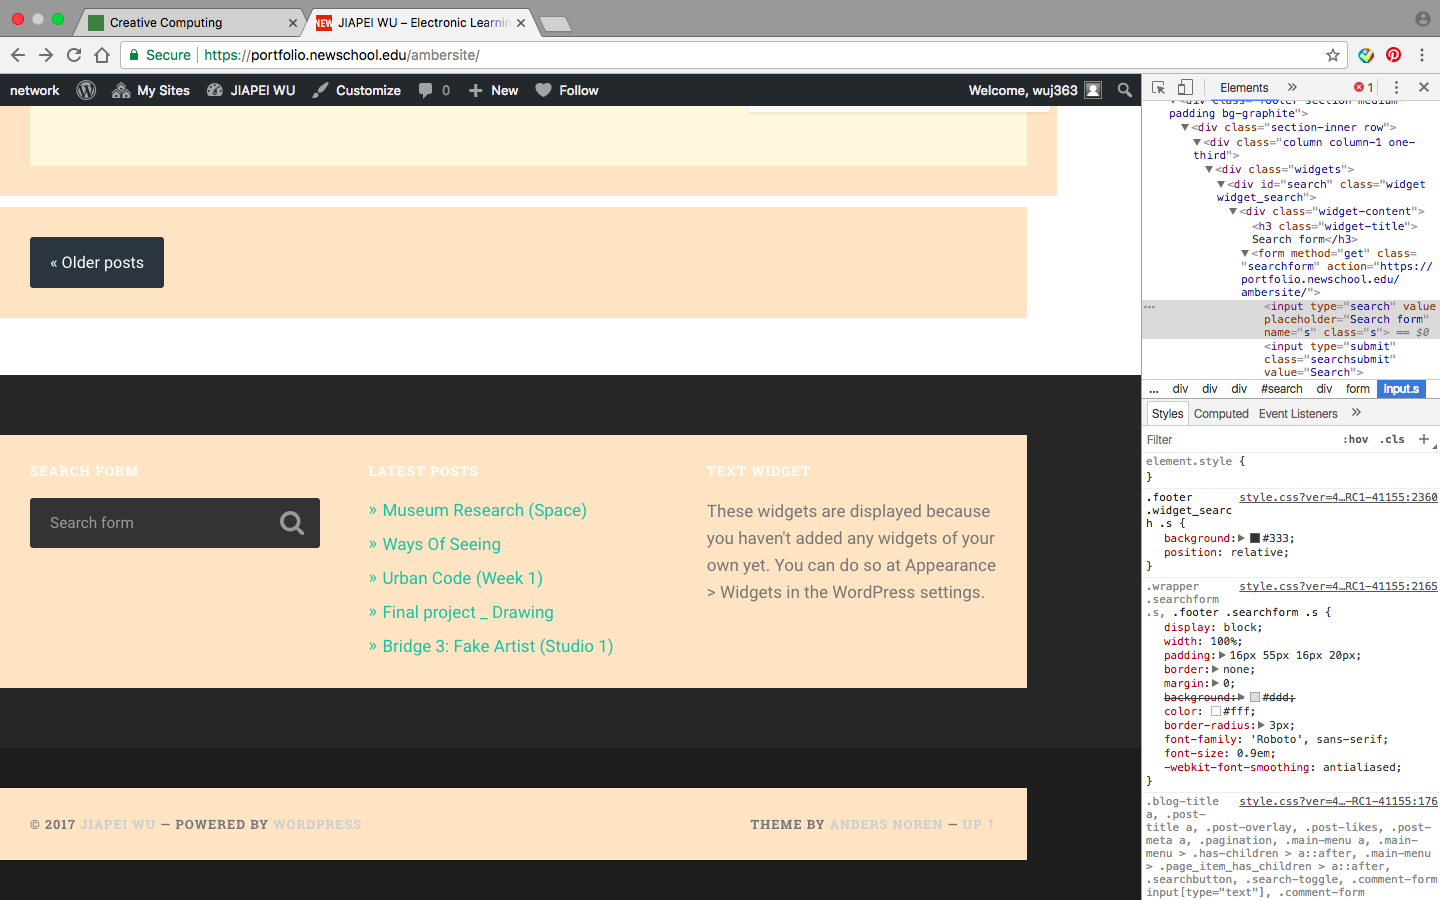 Creative Computing
NEW JIAPEI WU – Electronic Learnin
Secure https://portfolio.newschool.edu/ambersite/
network My Sites JIAPEI WU Customize 0 New Follow Welcome, wuj363
« Older posts
SEARCH FORM
Search form
LATEST POSTS
» Museum Research (Space)
» Ways Of Seeing
» Urban Code (Week 1)
» Final project _ Drawing
» Bridge 3: Fake Artist (Studio 1)
TEXT WIDGET
These widgets are displayed because
you haven't added any widgets of your
own yet. You can do so at Appearance
> Widgets in the WordPress settings.
© 2017 JIAPEI WU — POWERED BY WORDPRESS
THEME BY ANDERS NOREN — UP ↑
Elements » 1
<div class="footer section medium-
padding bg-graphite">
<div class="section-inner row">
<div class="column column-1 one-
third">
<div class="widgets">
<div id="search" class="widget
widget_search">
<div class="widget-content">
<h3 class="widget-title">
Search form</h3>
<form method="get" class=
"searchform" action="https://
portfolio.newschool.edu/
ambersite/">
<input type="search" value
placeholder="Search form"
name="s" class="s"> == $0
<input type="submit"
class="searchsubmit"
value="Search">
... div div div #search div form input.s
Styles Computed Event Listeners »
Filter :hov .cls +
element.style {
}
.footer style.css?ver=4…RC1-41155:2360
.widget_searc
h .s {
background: #333;
position: relative;
}
.wrapper style.css?ver=4…RC1-41155:2165
.searchform
.s, .footer .searchform .s {
display: block;
width: 100%;
padding: 16px 55px 16px 20px;
border: none;
margin: 0;
background: #ddd;
color: #fff;
border-radius: 3px;
font-family: 'Roboto', sans-serif;
font-size: 0.9em;
-webkit-font-smoothing: antialiased;
}
.blog-title style.css?ver=4…-RC1-41155:176
a, .post-
title a, .post-overlay, .post-likes, .post-
meta a, .pagination, .main-menu a, .main-
menu > .has-children > a::after, .main-menu
> .page_item_has_children > a::after,
.searchbutton, .search-toggle, .comment-form
input[type="text"], .comment-form